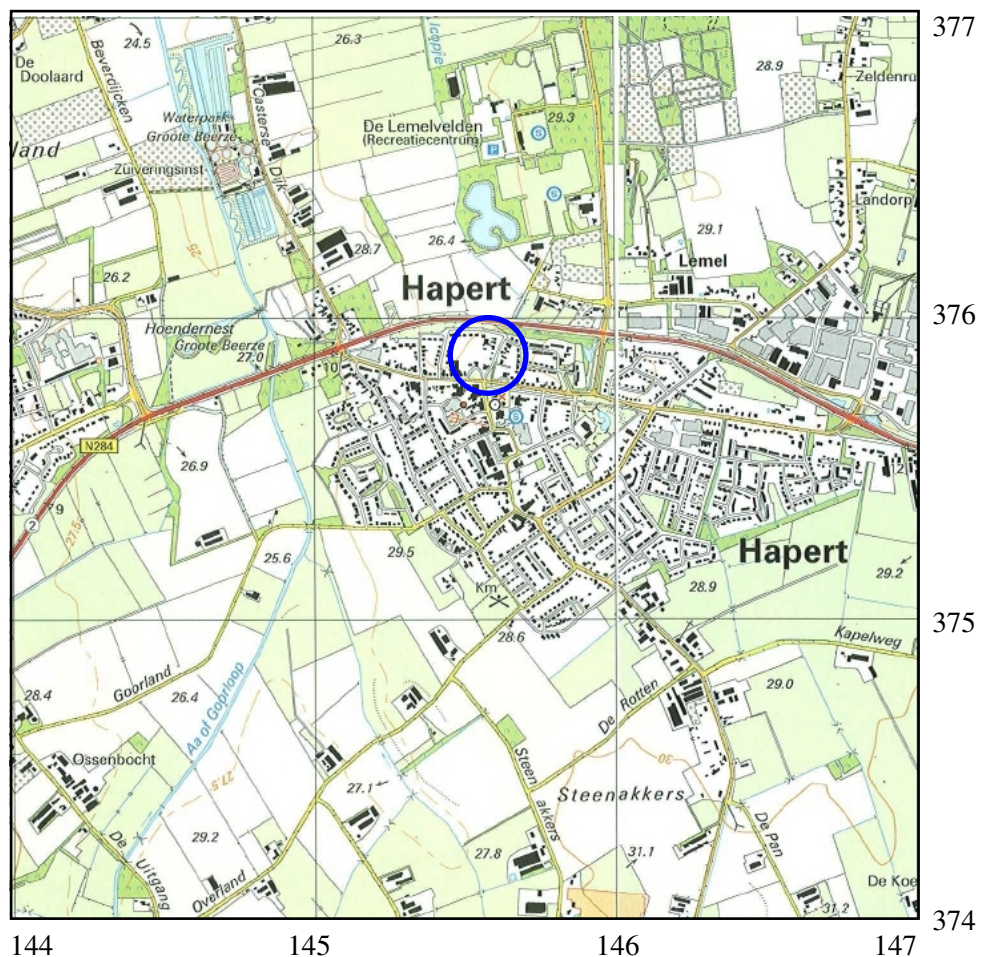 377
De
Doolaard
24.5
Beverdijcken
26.3
28.9
Zeldenru
Casterse
Dijk
Waterpark
Groote Beerze
De Lemelvelden
(Recreatiecentrum)
29.3
S
P
land
Zuiveringsinst
S
Landorp
29.1
26.4
28.7
25
26.2
Lemel
Hapert
376
Hoendernest
Groote Beerze
27.0
10
11
S
N284
26.9
12
9
2
27.5
29.5
25.6
Hapert
29.2
Km
28.9
28.6
375
Kapelweg
Goorland
28.4
26.4
De Rotten
29.0
Aa of Goorloop
Ossenbocht
Steen
akkers
30
27.5
27.1
Steenakkers
De Pan
29.2
De
Uitgang
27.8
31.1
Overland
De Koe
31.2
374
144
145
146
147